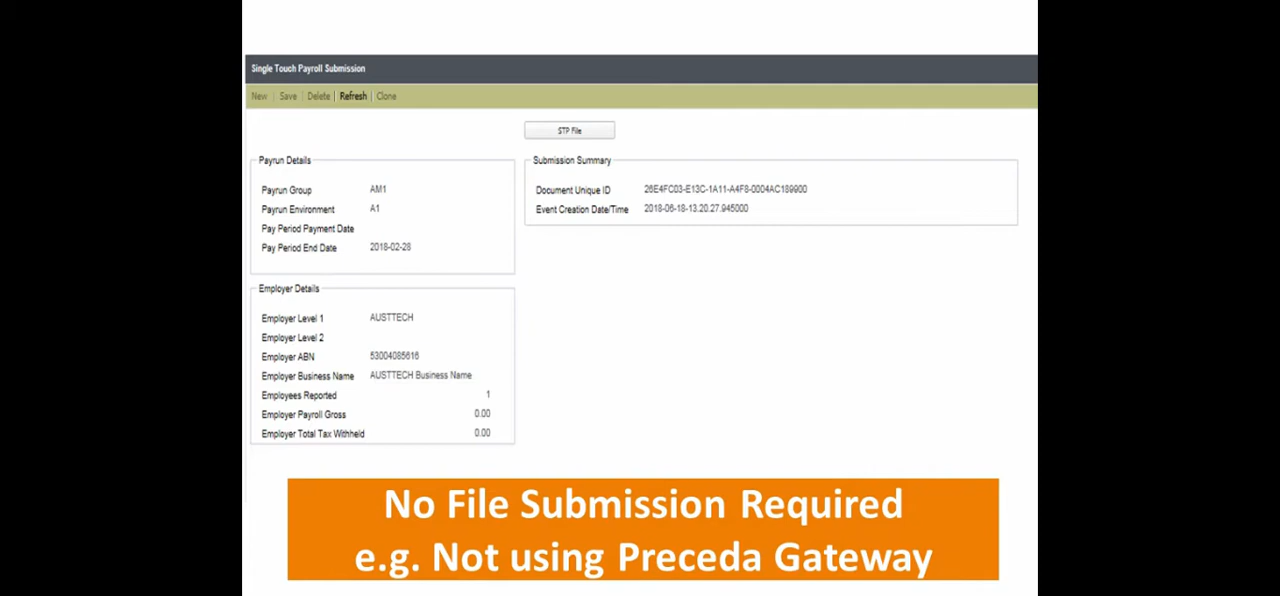 Single Touch Payroll Submission
New | Save | Delete | Refresh | Clone
STP File
Payrun Details
Payrun Group AM1
Payrun Environment A1
Pay Period Payment Date
Pay Period End Date 2018-02-28
Submission Summary
Document Unique ID 26E4FC03-E13C-1A11-A4F8-0004AC189900
Event Creation Date/Time 2018-06-18-13.20.27.945000
Employer Details
Employer Level 1 AUSTTECH
Employer Level 2
Employer ABN 53004085616
Employer Business Name AUSTTECH Business Name
Employees Reported 1
Employer Payroll Gross 0.00
Employer Total Tax Withheld 0.00
No File Submission Required
e.g. Not using Preceda Gateway